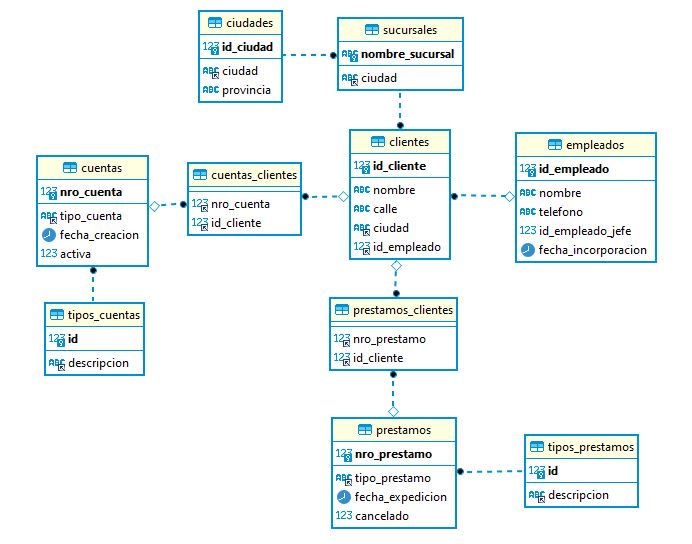 ciudades
123 id_ciudad
ABC ciudad
ABC provincia
sucursales
ABC nombre_sucursal
ABC ciudad
clientes
123 id_cliente
ABC nombre
ABC calle
ABC ciudad
123 id_empleado
empleados
123 id_empleado
ABC nombre
ABC telefono
123 id_empleado_jefe
fecha_incorporacion
cuentas
123 nro_cuenta
ABC tipo_cuenta
fecha_creacion
123 activa
cuentas_clientes
123 nro_cuenta
123 id_cliente
tipos_cuentas
123 id
ABC descripcion
prestamos_clientes
123 nro_prestamo
123 id_cliente
prestamos
123 nro_prestamo
ABC tipo_prestamo
fecha_expedicion
123 cancelado
tipos_prestamos
123 id
ABC descripcion